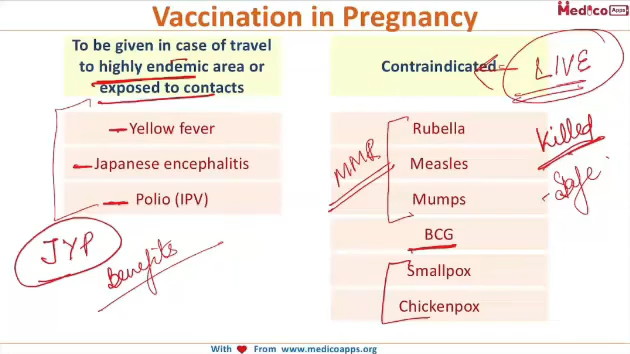 Vaccination in Pregnancy
Medico Apps
To be given in case of travel
to highly endemic area or
exposed to contacts
Yellow fever
Japanese encephalitis
Polio (IPV)
JYP
Benefits
Contraindicated
LIVE
Killed
Safe
MMR
Rubella
Measles
Mumps
BCG
Smallpox
Chickenpox
With ❤ From www.medicoapps.org